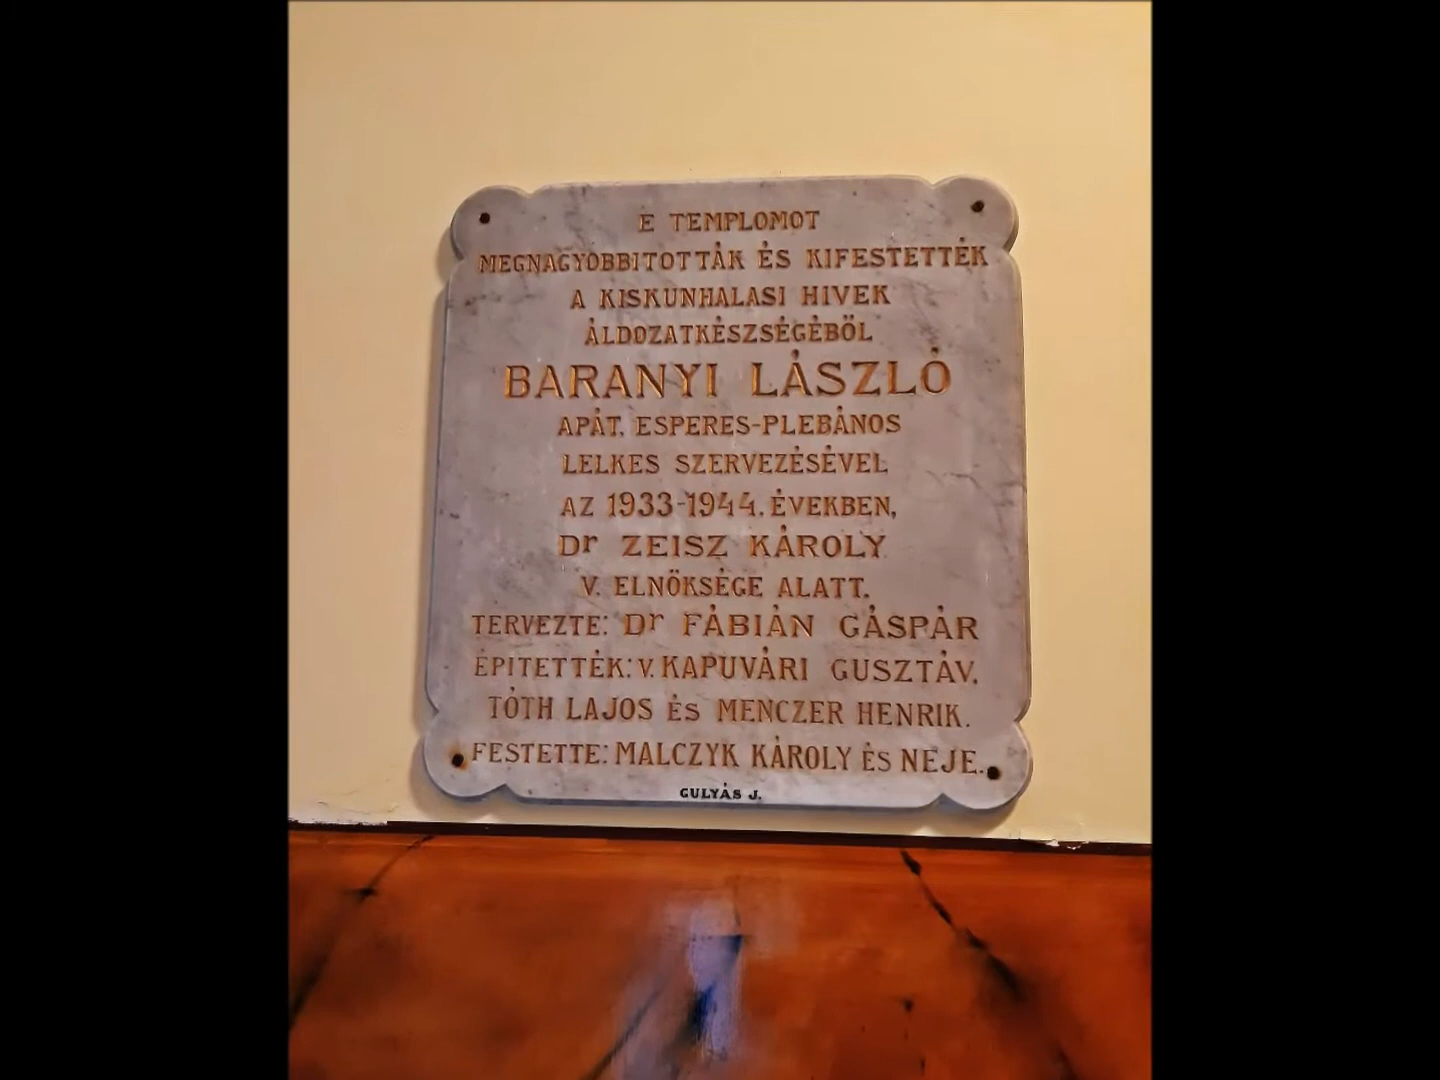 E TEMPLOMOT
MEGNAGYOBBITOTTÁK ÉS KIFESTETTÉK
A KISKUNHALASI HIVEK
ÁLDOZATKÉSZSÉGÉBÖL
BARANYI LÁSZLÓ
APÁT, ESPERES-PLEBÁNOS
LELKES SZERVEZÉSÉVEL
AZ 1933-1944. ÉVEKBEN,
Dr ZEISZ KÁROLY
V. ELNÖKSÉGE ALATT.
TERVEZTE: Dr FÁBIÁN GÁSPÁR
ÉPITETTÉK: V. KAPUVÁRI GUSZTÁV,
TÓTH LAJOS ÉS MENCZER HENRIK.
FESTETTE: MALCZYK KÁROLY ÉS NEJE.
GULYÁS J.